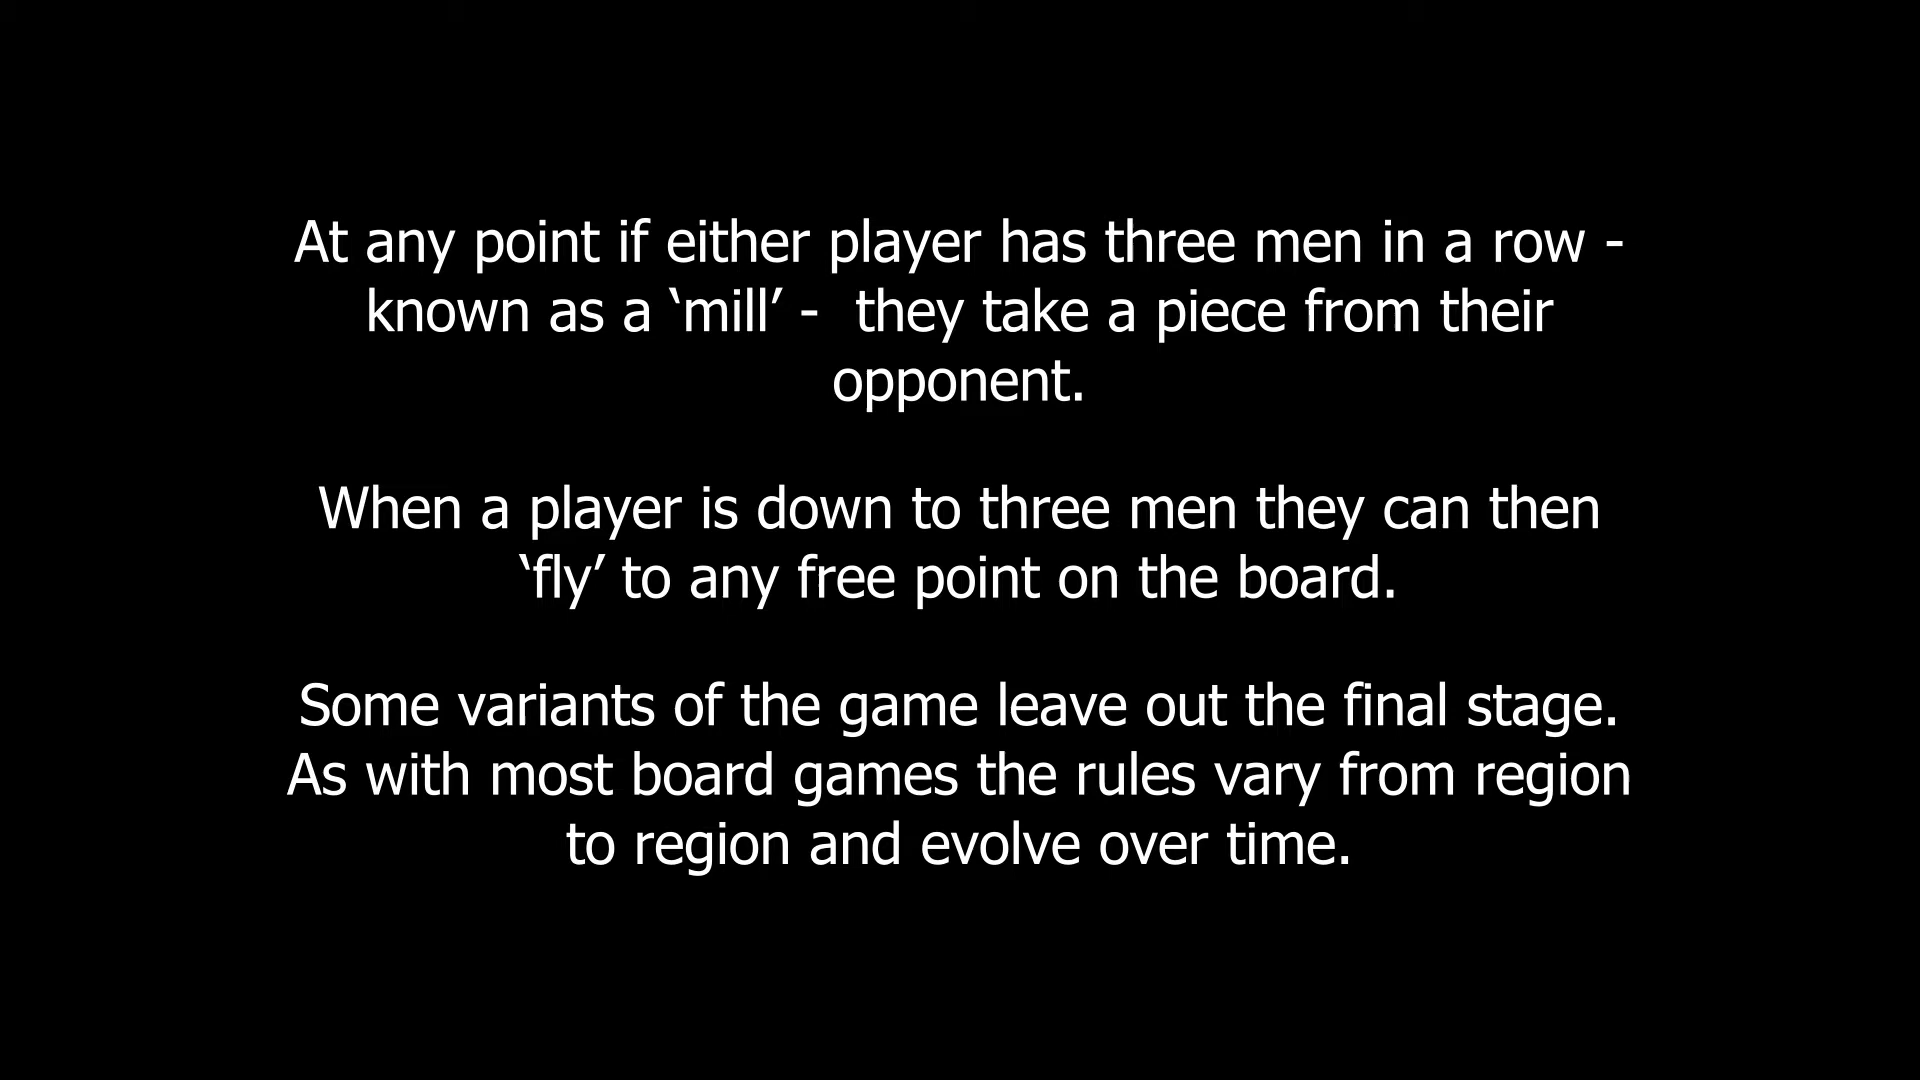 At any point if either player has three men in a row -
known as a ‘mill’ -  they take a piece from their
opponent.
When a player is down to three men they can then
‘fly’ to any free point on the board.
Some variants of the game leave out the final stage.
As with most board games the rules vary from region
to region and evolve over time.